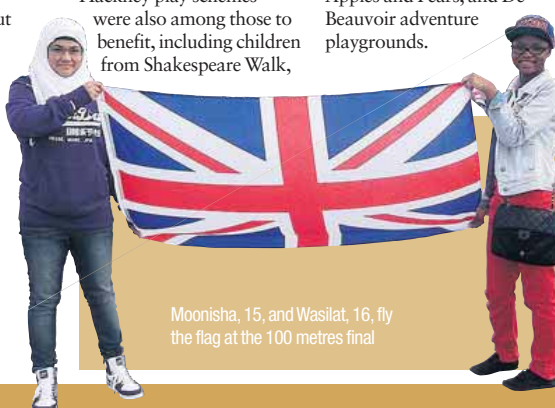 ut
Hackney play schemes
were also among those to
benefit, including children
from Shakespeare Walk,
Apples and Pears, and De
Beauvoir adventure
playgrounds.
Moonisha, 15, and Wasilat, 16, fly
the flag at the 100 metres final